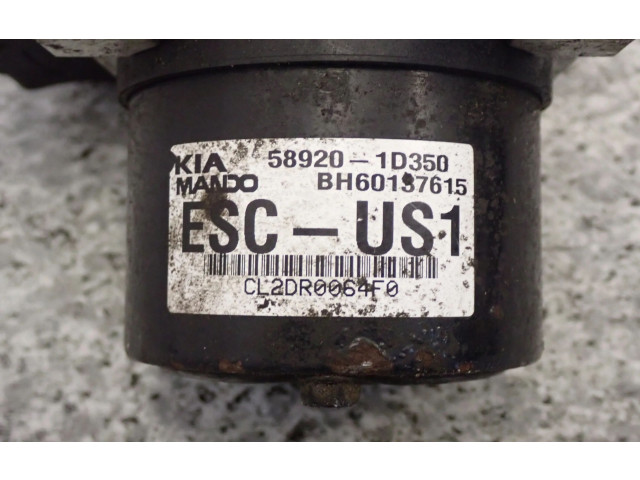 KIA 58920-1D350
MANDO BH60137615
ESC-US1
CL2DR0064F0